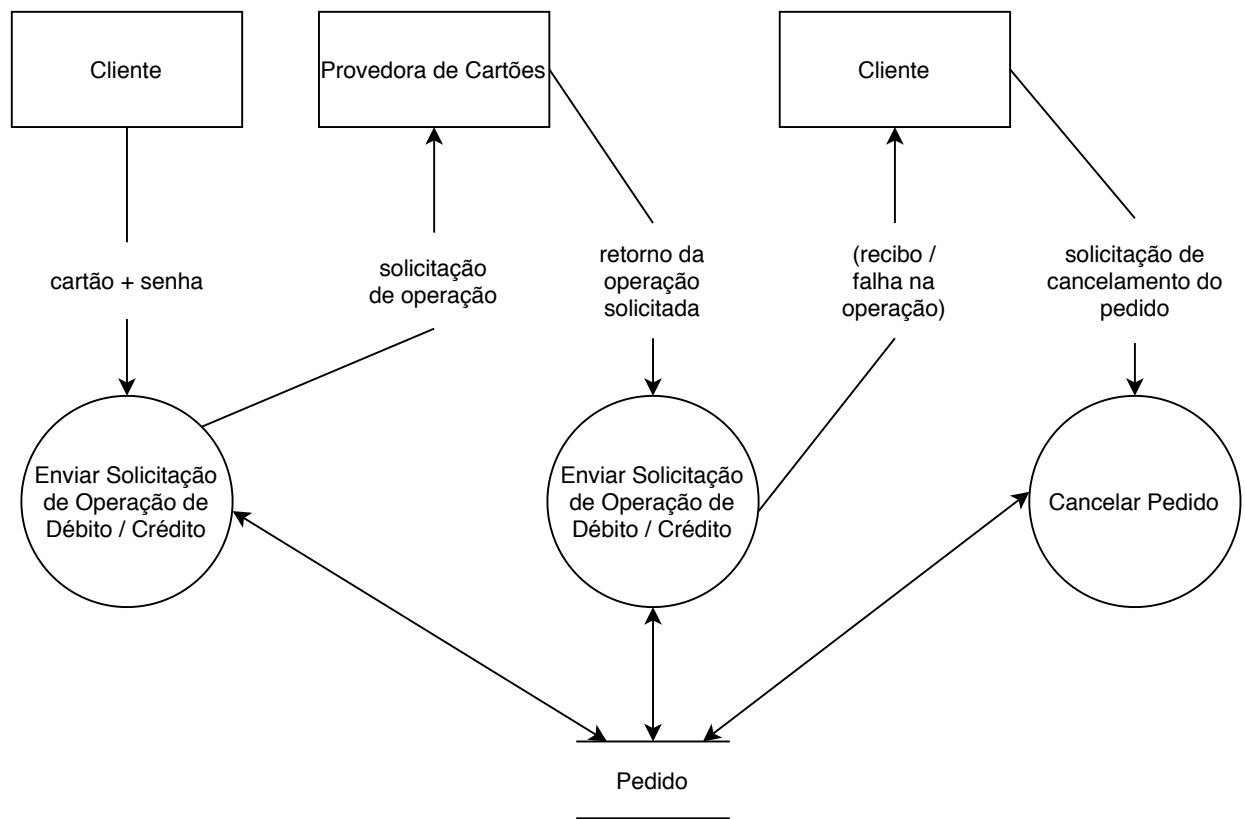 Cliente
Provedora de Cartões
Cliente
cartão + senha
solicitação
de operação
retorno da
operação
solicitada
(recibo /
falha na
operação)
solicitação de
cancelamento do
pedido
Enviar Solicitação
de Operação de
Débito / Crédito
Enviar Solicitação
de Operação de
Débito / Crédito
Cancelar Pedido
Pedido